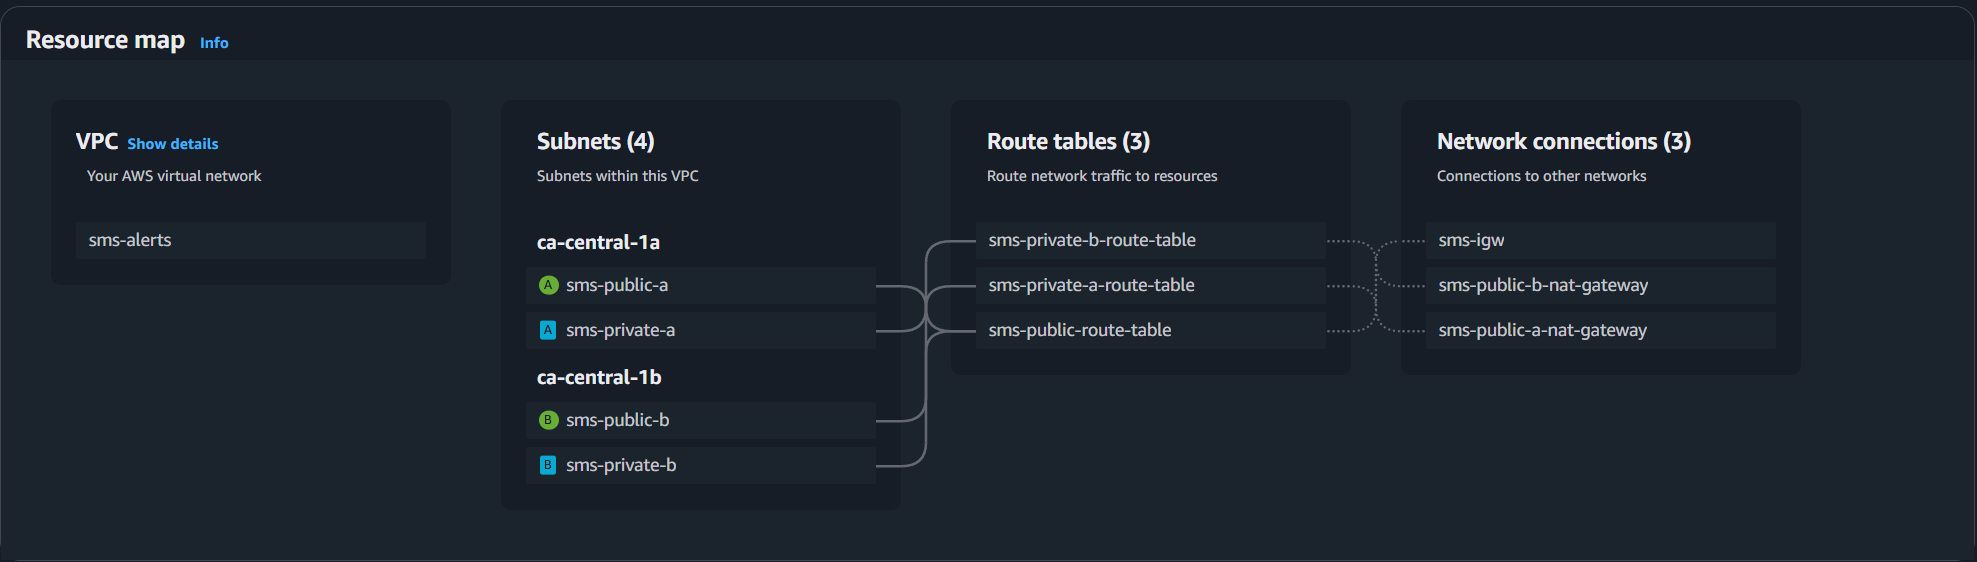 Resource map Info
VPC Show details
Your AWS virtual network
sms-alerts
Subnets (4)
Subnets within this VPC
ca-central-1a
A sms-public-a
A sms-private-a
ca-central-1b
B sms-public-b
B sms-private-b
Route tables (3)
Route network traffic to resources
sms-private-b-route-table
sms-private-a-route-table
sms-public-route-table
Network connections (3)
Connections to other networks
sms-igw
sms-public-b-nat-gateway
sms-public-a-nat-gateway